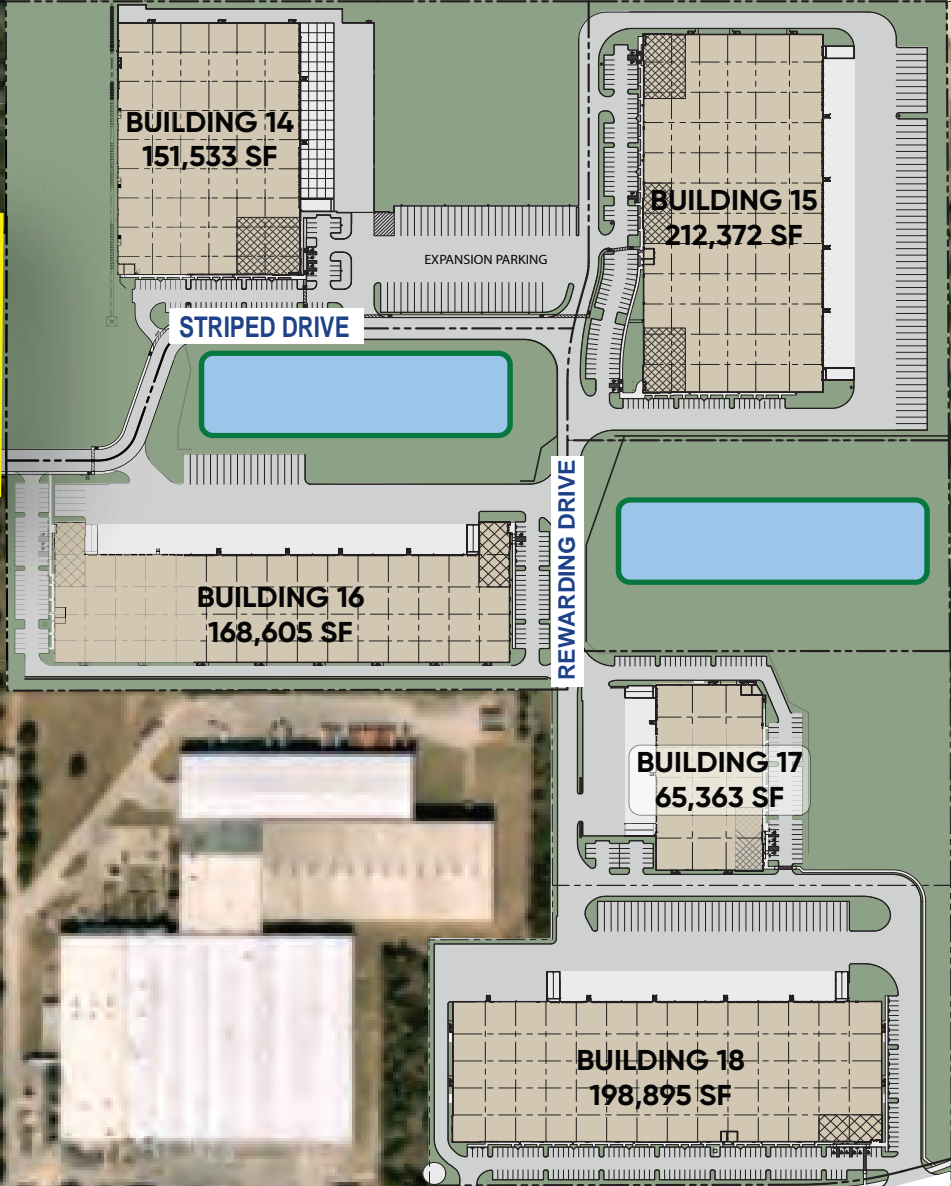 BUILDING 14
151,533 SF
BUILDING 15
212,372 SF
EXPANSION PARKING
STRIPED DRIVE
REWARDING DRIVE
BUILDING 16
168,605 SF
BUILDING 17
65,363 SF
BUILDING 18
198,895 SF